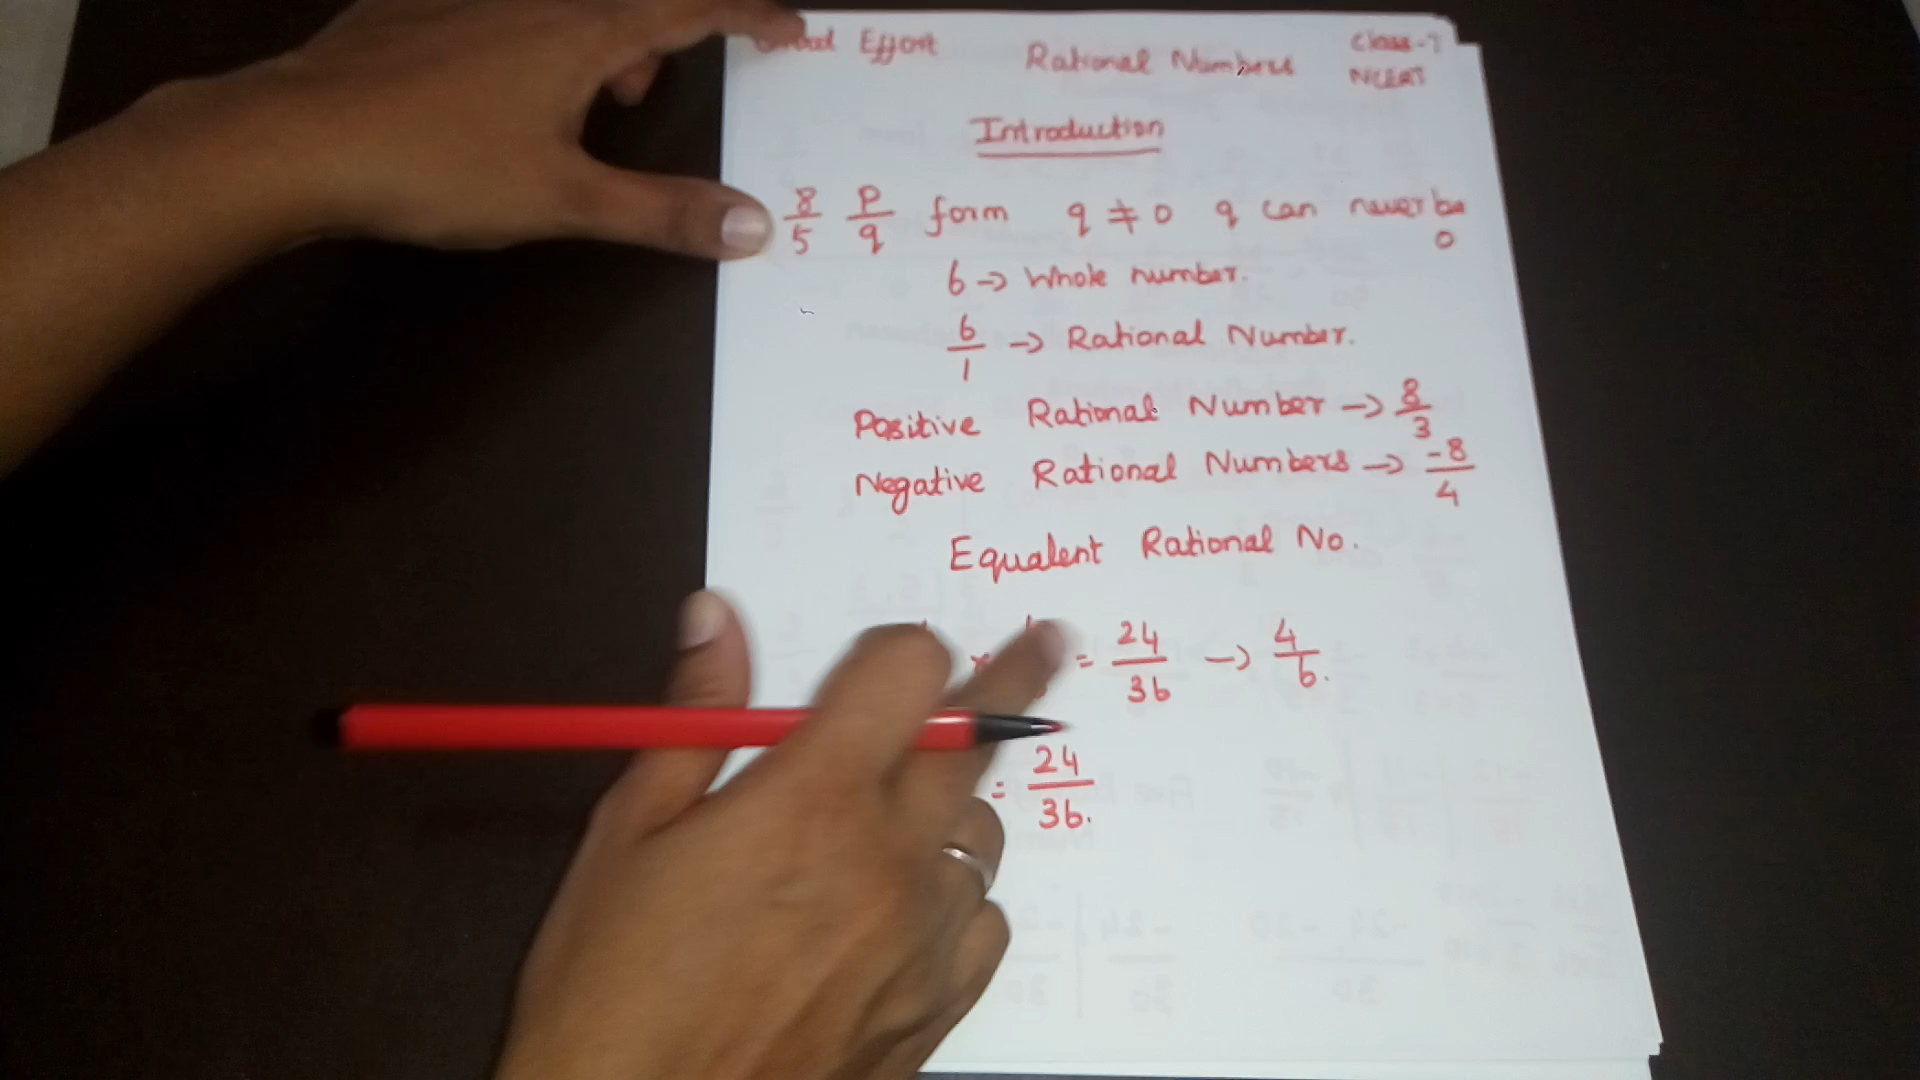 Effort Rational Numbers Class-7
NCERT
Introduction
8/5 p/q form q ≠ 0 q can never be
0
6 -> Whole number.
6/1 -> Rational Number.
Positive Rational Number -> 8/3
Negative Rational Numbers -> -8/4
Equalent Rational No.
= 24/36 -> 4/6.
= 24/36.